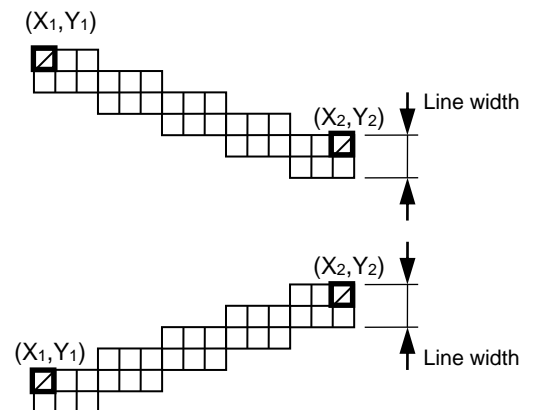 (X₁,Y₁)
Line width
(X₂,Y₂)
(X₂,Y₂)
(X₁,Y₁)
Line width